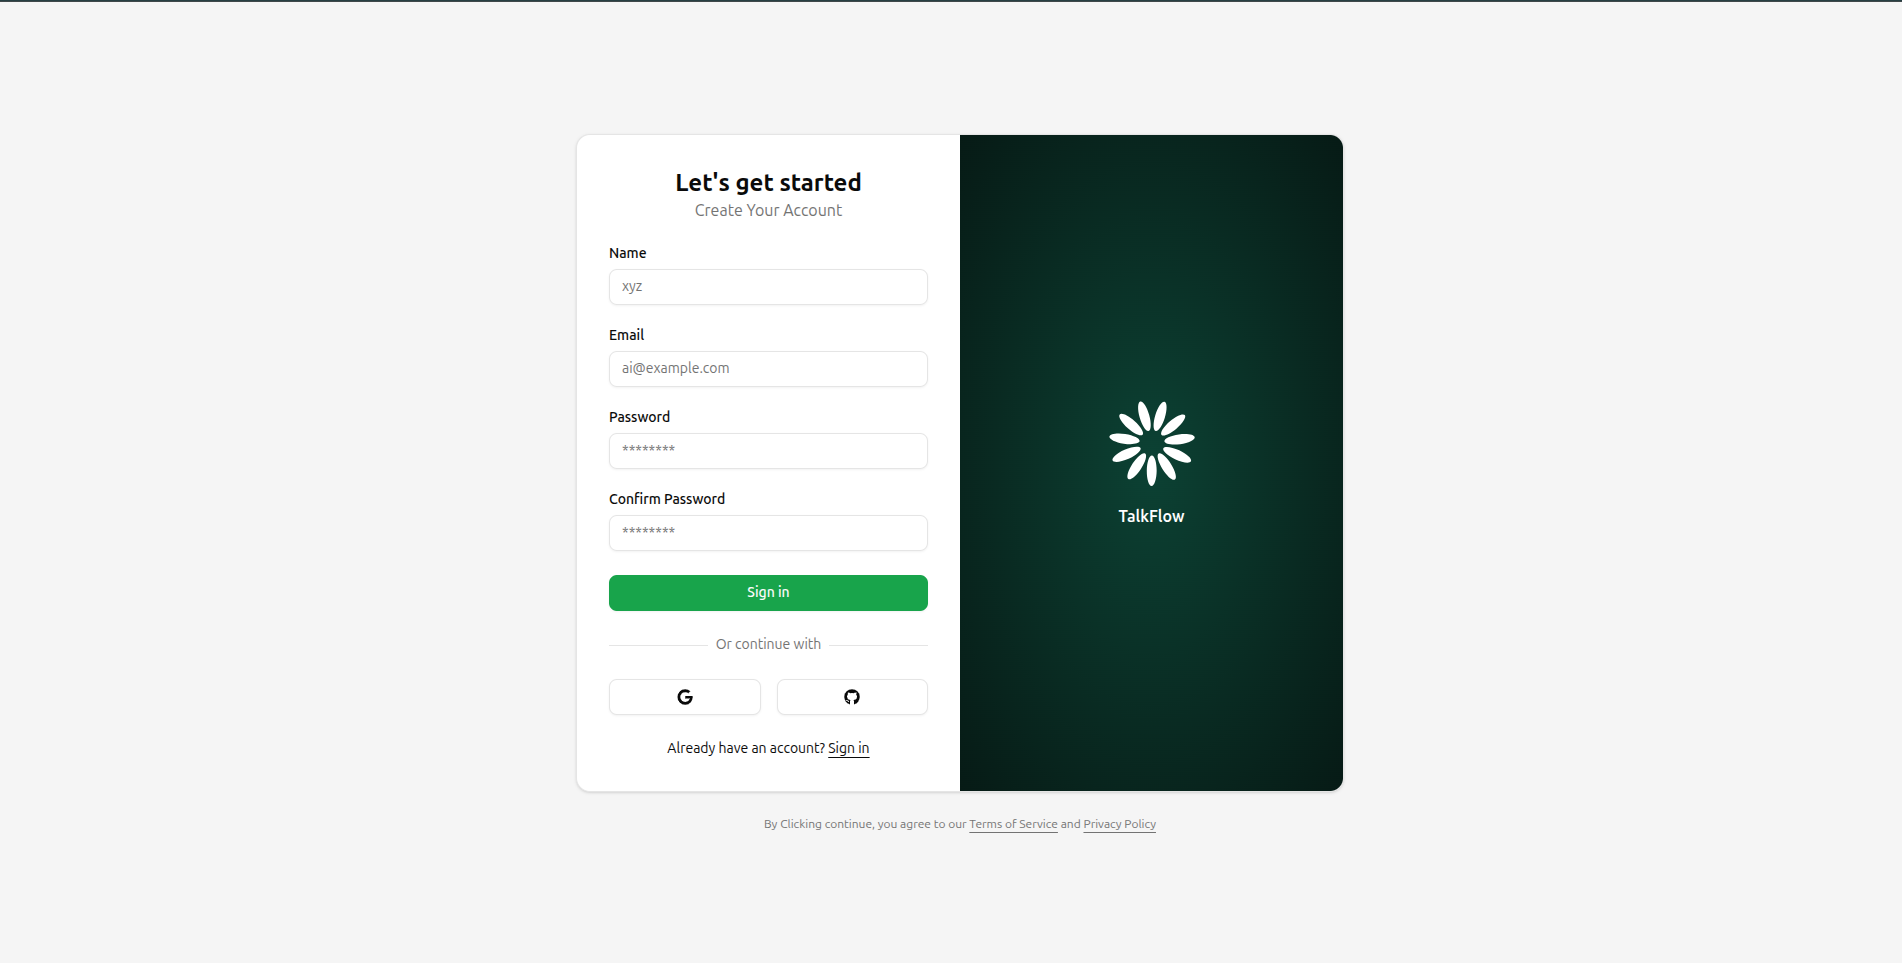 Let's get started
Create Your Account
Name
xyz
Email
ai@example.com
Password
********
Confirm Password
********
Sign in
Or continue with
Already have an account? Sign in
TalkFlow
By Clicking continue, you agree to our Terms of Service and Privacy Policy